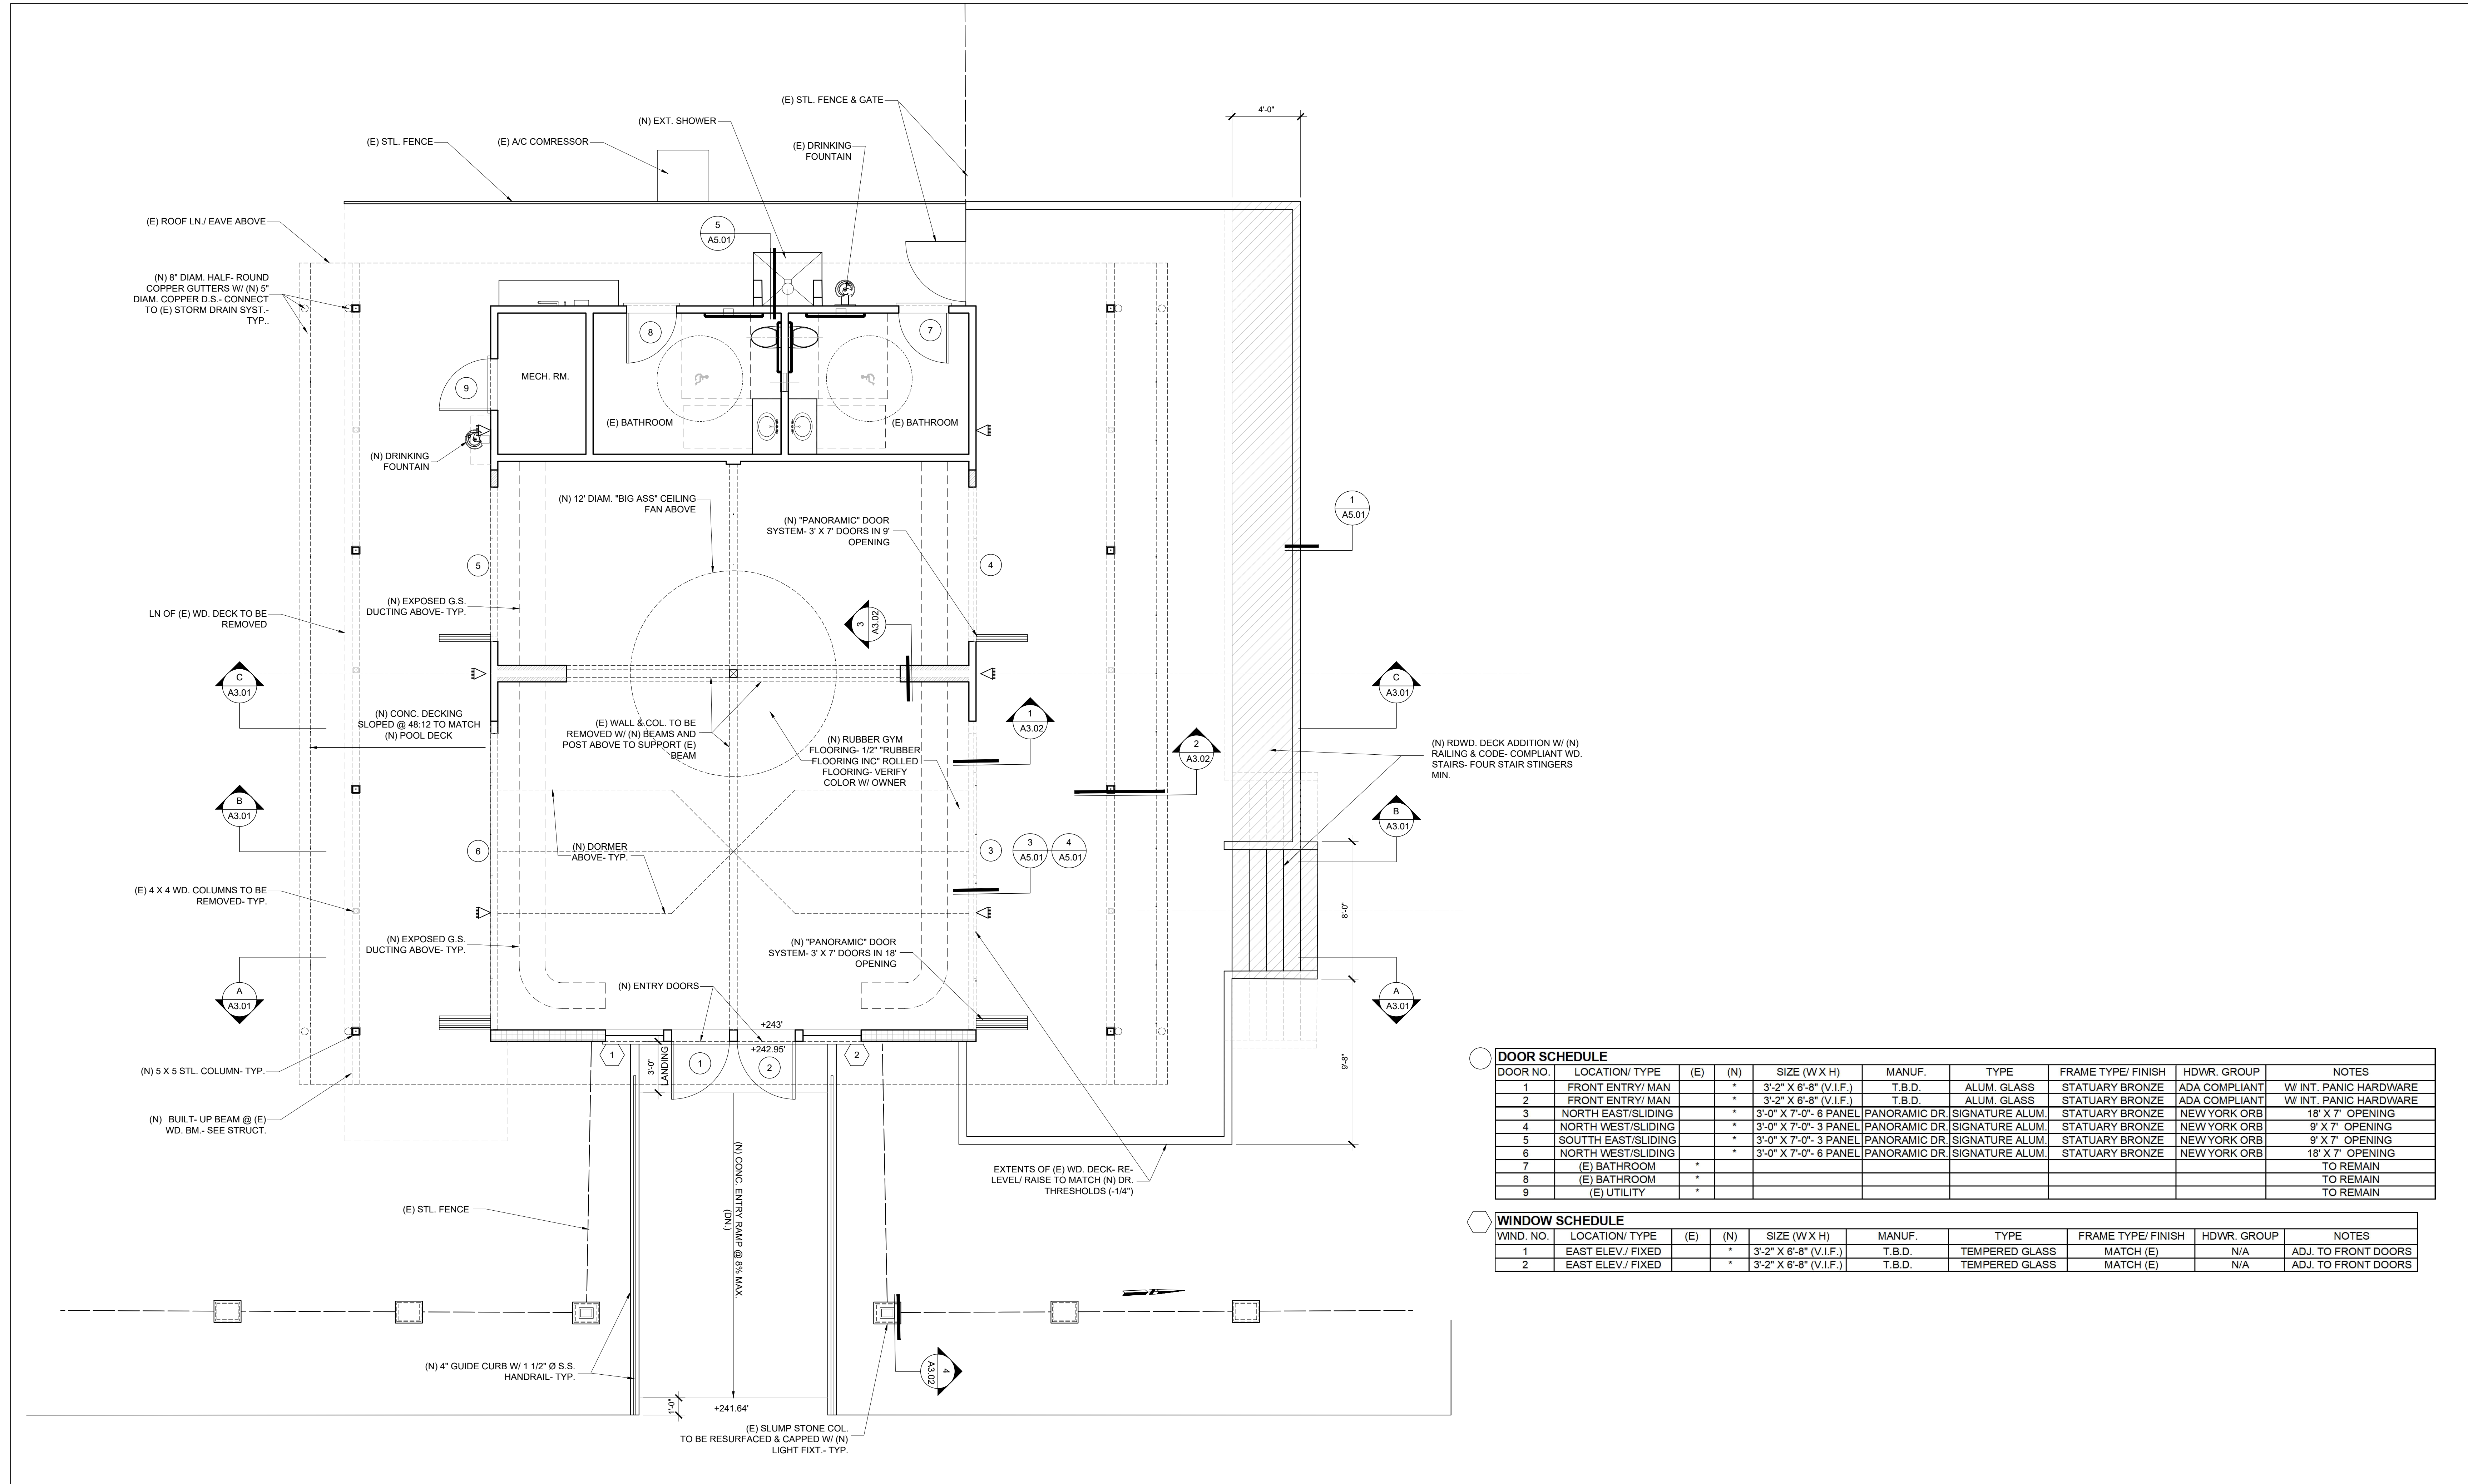 (E) STL. FENCE & GATE
4'-0"
(N) EXT. SHOWER
(E) STL. FENCE
(E) A/C COMRESSOR
(E) DRINKING
FOUNTAIN
(E) ROOF LN./ EAVE ABOVE
5
A5.01
(N) 8" DIAM. HALF- ROUND
COPPER GUTTERS W/ (N) 5"
DIAM. COPPER D.S.- CONNECT
TO (E) STORM DRAIN SYST.-
TYP..
8
7
MECH. RM.
9
(E) BATHROOM
(E) BATHROOM
(N) DRINKING
FOUNTAIN
(N) 12' DIAM. "BIG ASS" CEILING
FAN ABOVE
(N) "PANORAMIC" DOOR
SYSTEM- 3' X 7' DOORS IN 9'
OPENING
1
A5.01
5
4
(N) EXPOSED G.S.
DUCTING ABOVE- TYP.
LN OF (E) WD. DECK TO BE
REMOVED
3
A3.02
C
A3.01
C
A3.01
(N) CONC. DECKING
SLOPED @ 48:12 TO MATCH
(N) POOL DECK
(E) WALL & COL. TO BE
REMOVED W/ (N) BEAMS AND
POST ABOVE TO SUPPORT (E)
BEAM
(N) RUBBER GYM
FLOORING- 1/2" "RUBBER
FLOORING INC" ROLLED
FLOORING- VERIFY
COLOR W/ OWNER
1
A3.02
2
A3.02
(N) RDWD. DECK ADDITION W/ (N)
RAILING & CODE- COMPLIANT WD.
STAIRS- FOUR STAIR STINGERS
MIN.
B
A3.01
B
A3.01
6
(N) DORMER
ABOVE- TYP.
3
3
A5.01
4
A5.01
(E) 4 X 4 WD. COLUMNS TO BE
REMOVED- TYP.
8'-0"
(N) EXPOSED G.S.
DUCTING ABOVE- TYP.
(N) "PANORAMIC" DOOR
SYSTEM- 3' X 7' DOORS IN 18'
OPENING
A
A3.01
(N) ENTRY DOORS
A
A3.01
+243'
+242.95'
1
2
1
2
3'-0"
LANDING
9'-8"
(N) 5 X 5 STL. COLUMN- TYP.
(N) BUILT- UP BEAM @ (E)
WD. BM.- SEE STRUCT.
EXTENTS OF (E) WD. DECK- RE-
LEVEL/ RAISE TO MATCH (N) DR.
THRESHOLDS (-1/4")
(E) STL. FENCE
(N) CONC. ENTRY RAMP @ 8% MAX.
(DN.)
N
(N) 4" GUIDE CURB W/ 1 1/2" Ø S.S.
HANDRAIL- TYP.
4
A3.02
1'-0"
+241.64'
(E) SLUMP STONE COL.
TO BE RESURFACED & CAPPED W/ (N)
LIGHT FIXT.- TYP.
DOOR SCHEDULE
DOOR NO. LOCATION/ TYPE (E) (N) SIZE (W X H) MANUF. TYPE FRAME TYPE/ FINISH HDWR. GROUP NOTES
1 FRONT ENTRY/ MAN * 3'-2" X 6'-8" (V.I.F.) T.B.D. ALUM. GLASS STATUARY BRONZE ADA COMPLIANT W/ INT. PANIC HARDWARE
2 FRONT ENTRY/ MAN * 3'-2" X 6'-8" (V.I.F.) T.B.D. ALUM. GLASS STATUARY BRONZE ADA COMPLIANT W/ INT. PANIC HARDWARE
3 NORTH EAST/SLIDING * 3'-0" X 7'-0"- 6 PANEL PANORAMIC DR. SIGNATURE ALUM. STATUARY BRONZE NEW YORK ORB 18' X 7' OPENING
4 NORTH WEST/SLIDING * 3'-0" X 7'-0"- 3 PANEL PANORAMIC DR. SIGNATURE ALUM. STATUARY BRONZE NEW YORK ORB 9' X 7' OPENING
5 SOUTTH EAST/SLIDING * 3'-0" X 7'-0"- 3 PANEL PANORAMIC DR. SIGNATURE ALUM. STATUARY BRONZE NEW YORK ORB 9' X 7' OPENING
6 NORTH WEST/SLIDING * 3'-0" X 7'-0"- 6 PANEL PANORAMIC DR. SIGNATURE ALUM. STATUARY BRONZE NEW YORK ORB 18' X 7' OPENING
7 (E) BATHROOM * TO REMAIN
8 (E) BATHROOM * TO REMAIN
9 (E) UTILITY * TO REMAIN
WINDOW SCHEDULE
WIND. NO. LOCATION/ TYPE (E) (N) SIZE (W X H) MANUF. TYPE FRAME TYPE/ FINISH HDWR. GROUP NOTES
1 EAST ELEV./ FIXED * 3'-2" X 6'-8" (V.I.F.) T.B.D. TEMPERED GLASS MATCH (E) N/A ADJ. TO FRONT DOORS
2 EAST ELEV./ FIXED * 3'-2" X 6'-8" (V.I.F.) T.B.D. TEMPERED GLASS MATCH (E) N/A ADJ. TO FRONT DOORS